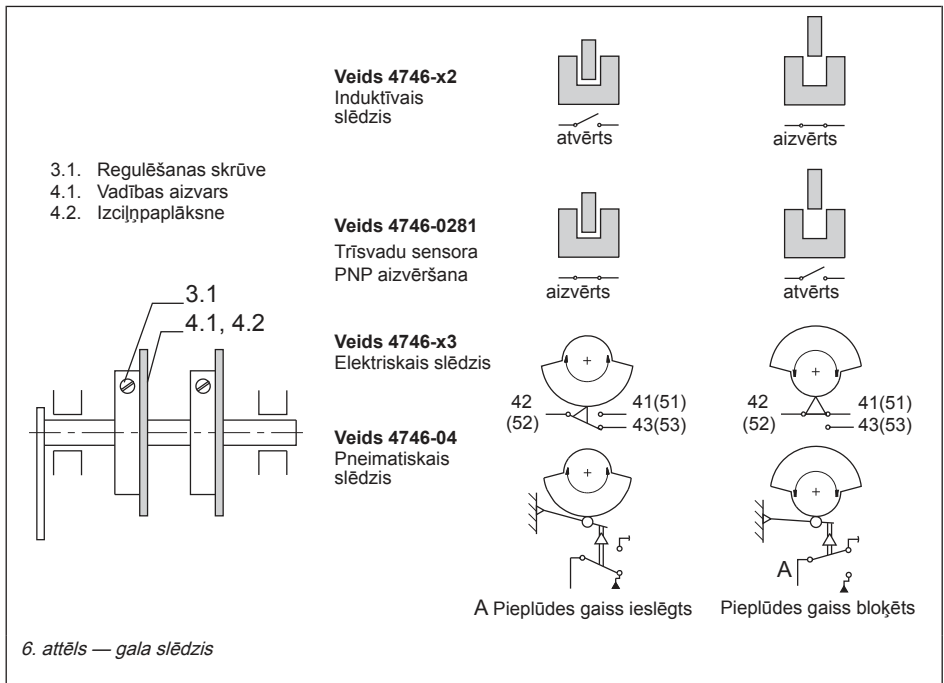 Veids 4746-x2
Induktīvais
slēdzis
atvērts
aizvērts
3.1. Regulēšanas skrūve
4.1. Vadības aizvars
4.2. Izciļņpaplāksne
Veids 4746-0281
Trīsvadu sensora
PNP aizvēršana
aizvērts
atvērts
3.1
4.1, 4.2
Veids 4746-x3
Elektriskais slēdzis
42
(52)
41(51)
43(53)
42
(52)
41(51)
43(53)
Veids 4746-04
Pneimatiskais
slēdzis
A
A Pieplūdes gaiss ieslēgts
Pieplūdes gaiss bloķēts
6. attēls — gala slēdzis